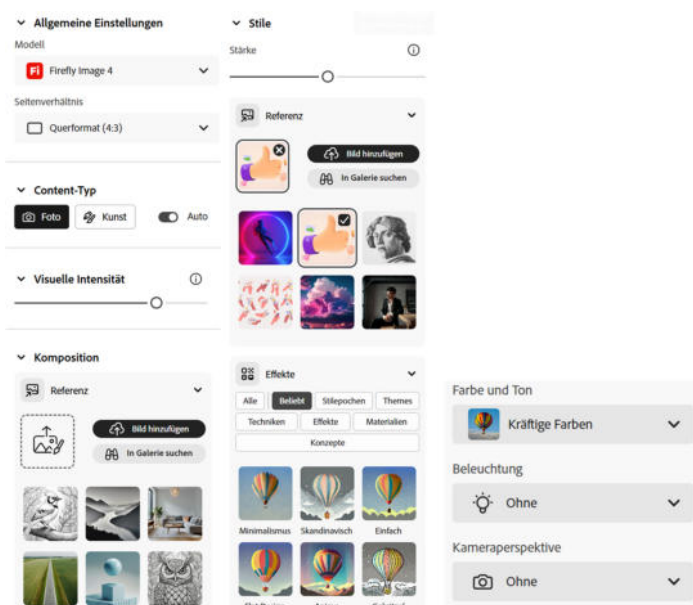 Allgemeine Einstellungen
Modell
Fi Firefly Image 4
Seitenverhältnis
Querformat (4:3)
Content-Typ
Foto Kunst Auto
Visuelle Intensität
Komposition
Referenz
Bild hinzufügen
In Galerie suchen
Stile
Stärke
Referenz
Bild hinzufügen
In Galerie suchen
Effekte
Alle Beliebt Stilepochen Themes
Techniken Effekte Materialien
Konzepte
Minimalismus Skandinavisch Einfach
Farbe und Ton
Kräftige Farben
Beleuchtung
Ohne
Kameraperspektive
Ohne